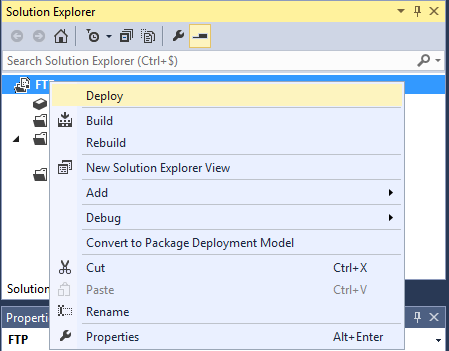 Solution Explorer
Search Solution Explorer (Ctrl+$)
FTP
Deploy
Build
Rebuild
New Solution Explorer View
Add
Debug
Convert to Package Deployment Model
Cut Ctrl+X
Paste Ctrl+V
Rename
Properties Alt+Enter
Solution
Properties
FTP